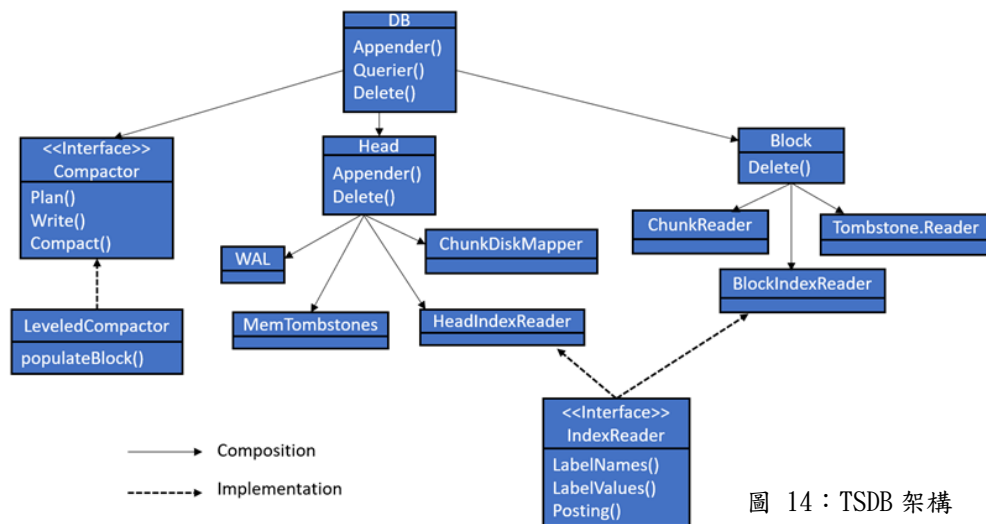 DB
Appender()
Querier()
Delete()
<<Interface>>
Compactor
Plan()
Write()
Compact()
Head
Appender()
Delete()
Block
Delete()
ChunkReader
Tombstone.Reader
WAL
ChunkDiskMapper
BlockIndexReader
LeveledCompactor
populateBlock()
MemTombstones
HeadIndexReader
<<Interface>>
IndexReader
LabelNames()
LabelValues()
Posting()
Composition
Implementation
圖 14：TSDB 架構